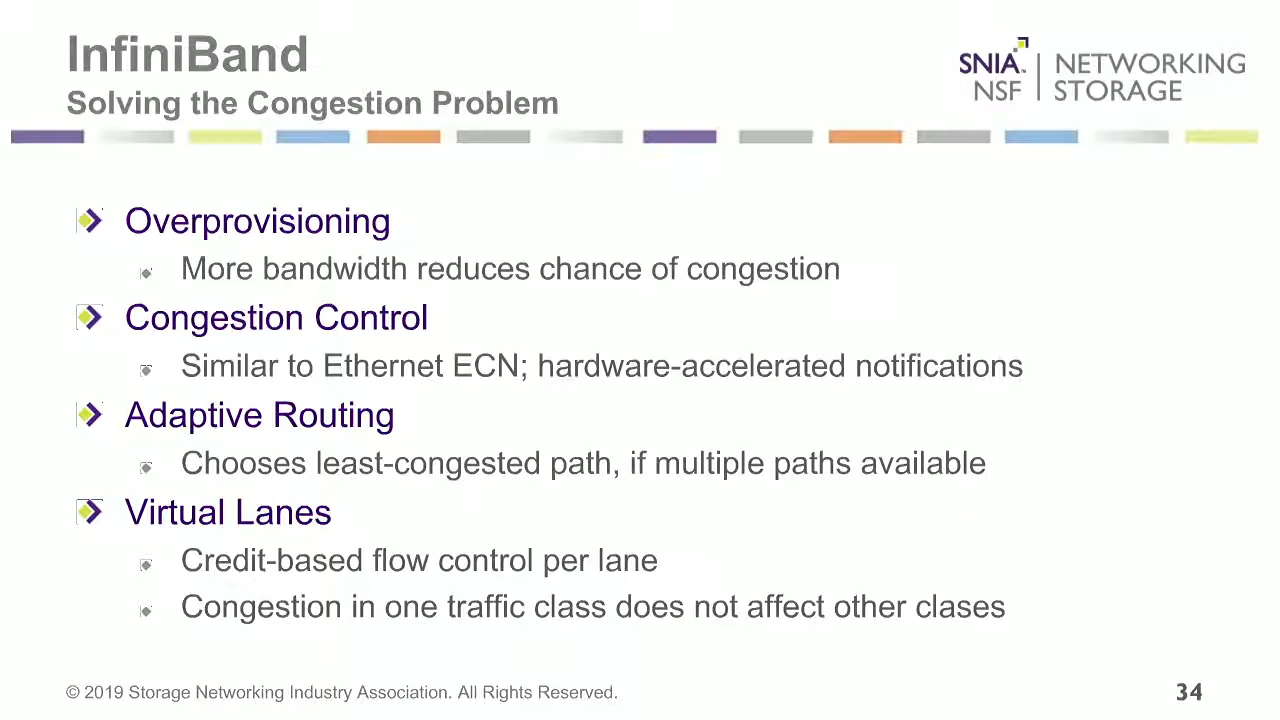 InfiniBand
Solving the Congestion Problem
SNIA™ NSF
NETWORKING STORAGE
Overprovisioning
More bandwidth reduces chance of congestion
Congestion Control
Similar to Ethernet ECN; hardware-accelerated notifications
Adaptive Routing
Chooses least-congested path, if multiple paths available
Virtual Lanes
Credit-based flow control per lane
Congestion in one traffic class does not affect other clases
© 2019 Storage Networking Industry Association. All Rights Reserved.
34